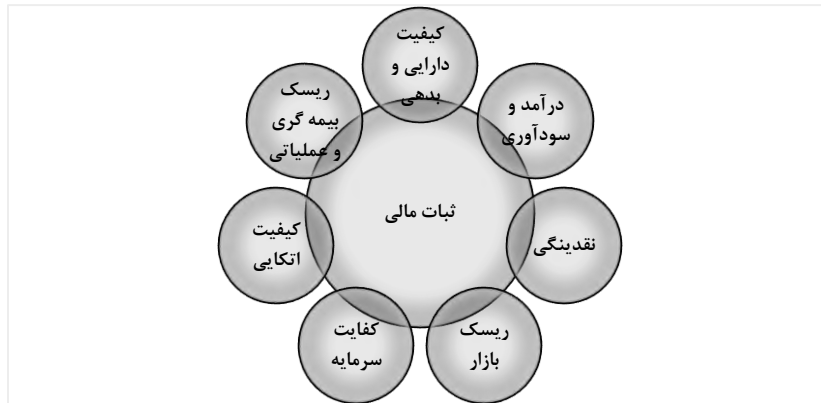 کیفیت
دارایی و
بدهی
درآمد و
سودآوری
نقدینگی
ریسک
بازار
کفایت
سرمایه
کیفیت
اتکایی
ریسک
بیمه گری
و عملیاتی
ثبات مالی